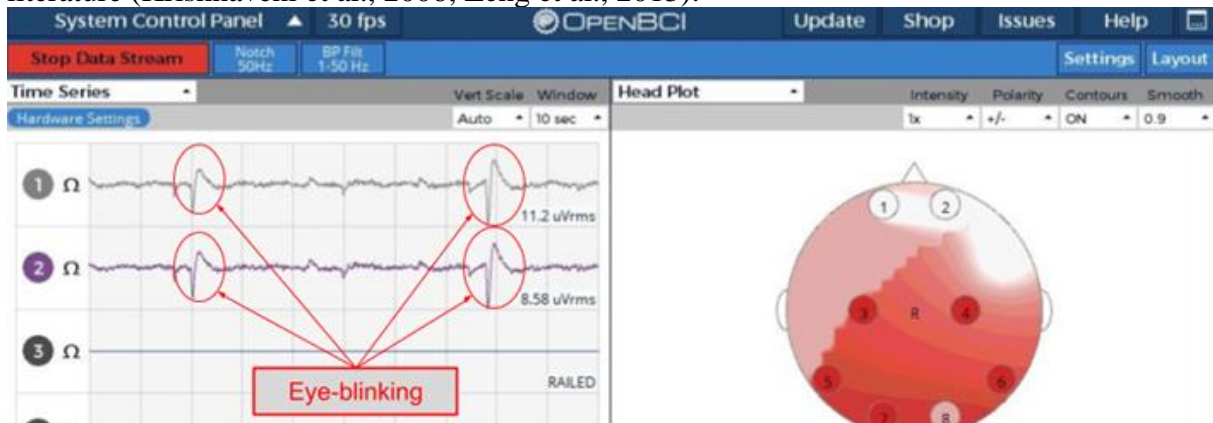 System Control Panel 30 fps OPENBCI Update Shop Issues Help
Stop Data Stream Notch 50Hz BP Filt 1-50 Hz Settings Layout
Time Series Vert Scale Window Head Plot Intensity Polarity Contours Smooth
Hardware Settings Auto 10 sec 1x +/- ON 0.9
1 Ω 11.2 uVrms
2 Ω 8.58 uVrms
3 Ω RAILED
Eye-blinking
1 2
3 R 4
5 6
7 8